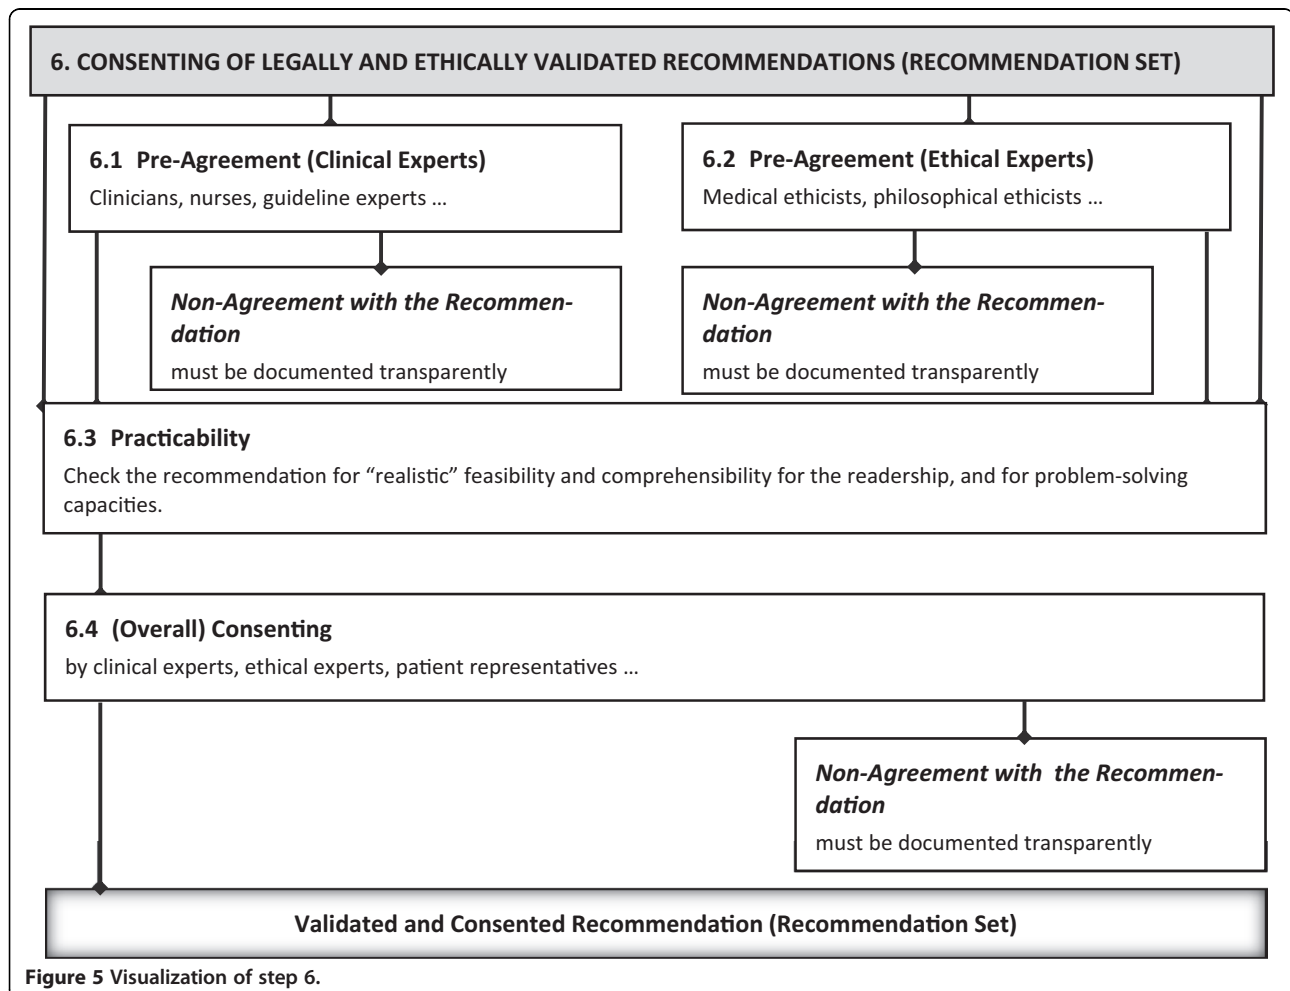 6. CONSENTING OF LEGALLY AND ETHICALLY VALIDATED RECOMMENDATIONS (RECOMMENDATION SET)
6.1 Pre-Agreement (Clinical Experts)
Clinicians, nurses, guideline experts ...
6.2 Pre-Agreement (Ethical Experts)
Medical ethicists, philosophical ethicists ...
Non-Agreement with the Recommen-
dation
must be documented transparently
Non-Agreement with the Recommen-
dation
must be documented transparently
6.3 Practicability
Check the recommendation for “realistic” feasibility and comprehensibility for the readership, and for problem-solving
capacities.
6.4 (Overall) Consenting
by clinical experts, ethical experts, patient representatives ...
Non-Agreement with the Recommen-
dation
must be documented transparently
Validated and Consented Recommendation (Recommendation Set)
Figure 5 Visualization of step 6.